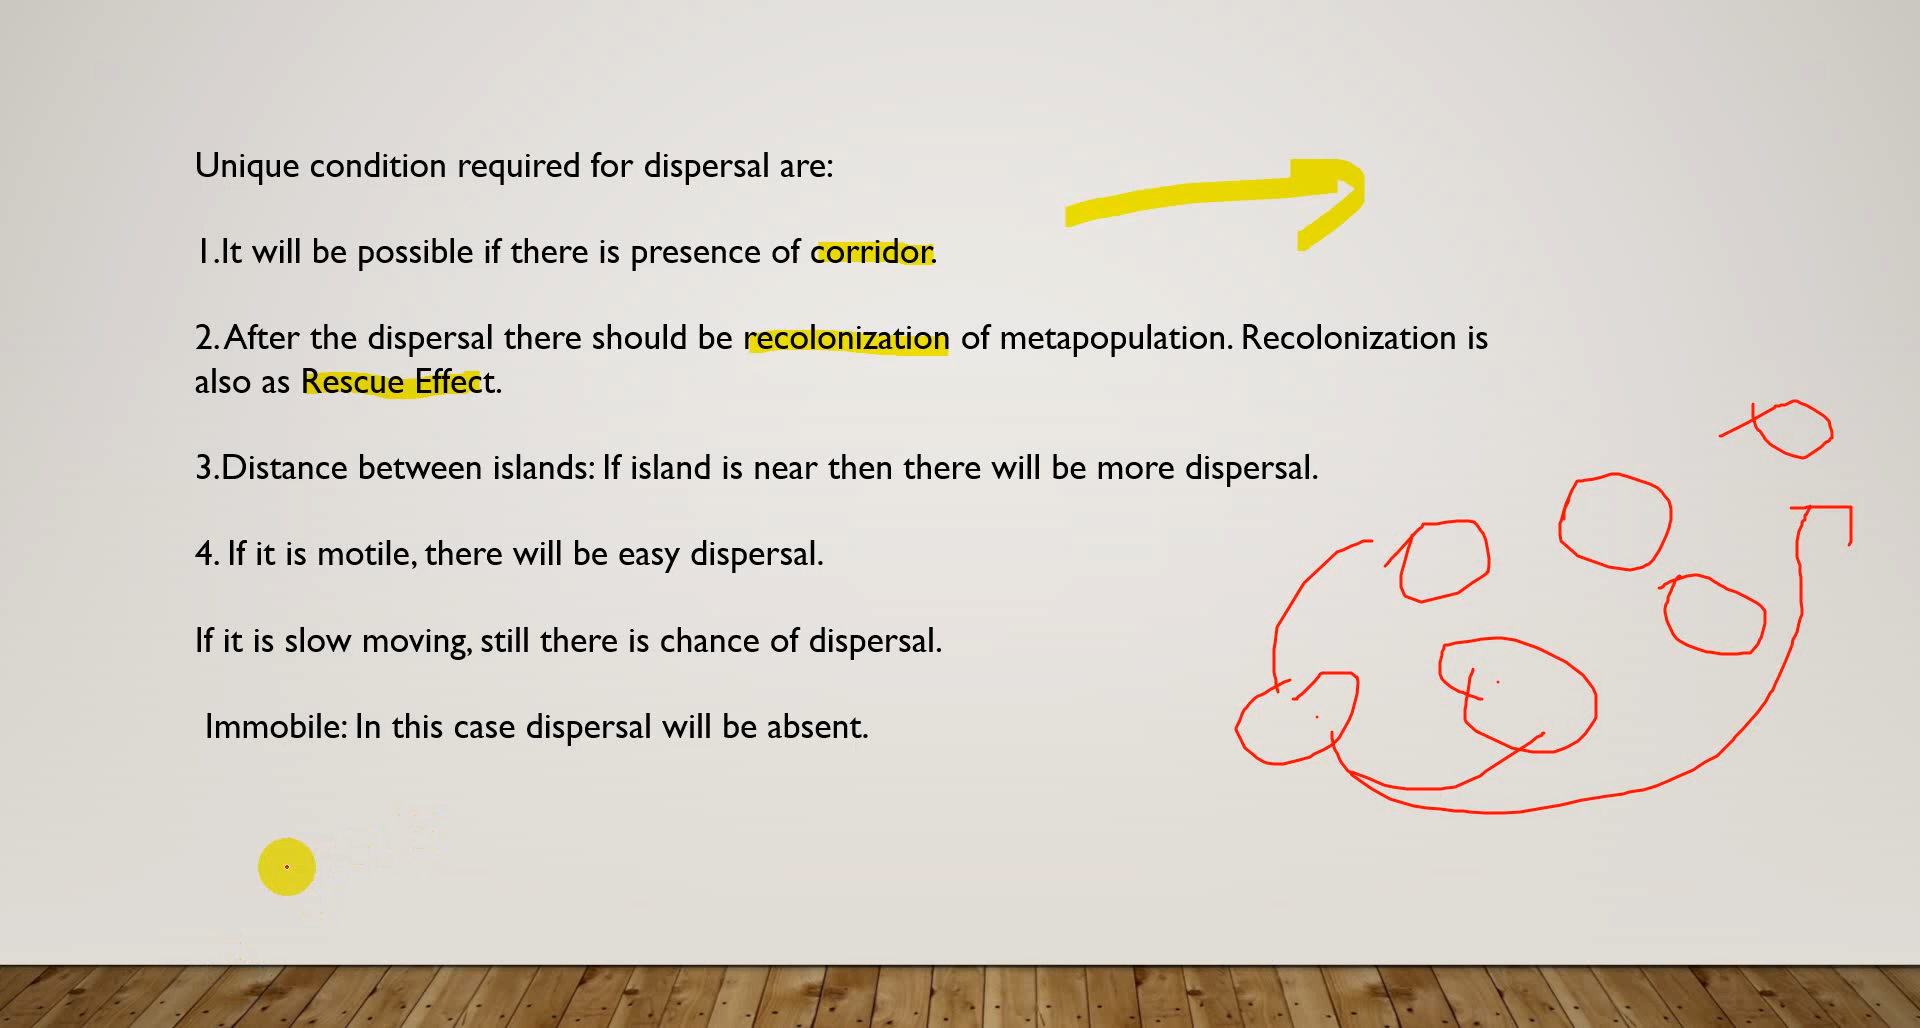 Unique condition required for dispersal are:
1.It will be possible if there is presence of corridor.
2. After the dispersal there should be recolonization of metapopulation. Recolonization is
also as Rescue Effect.
3.Distance between islands: If island is near then there will be more dispersal.
4. If it is motile, there will be easy dispersal.
If it is slow moving, still there is chance of dispersal.
Immobile: In this case dispersal will be absent.